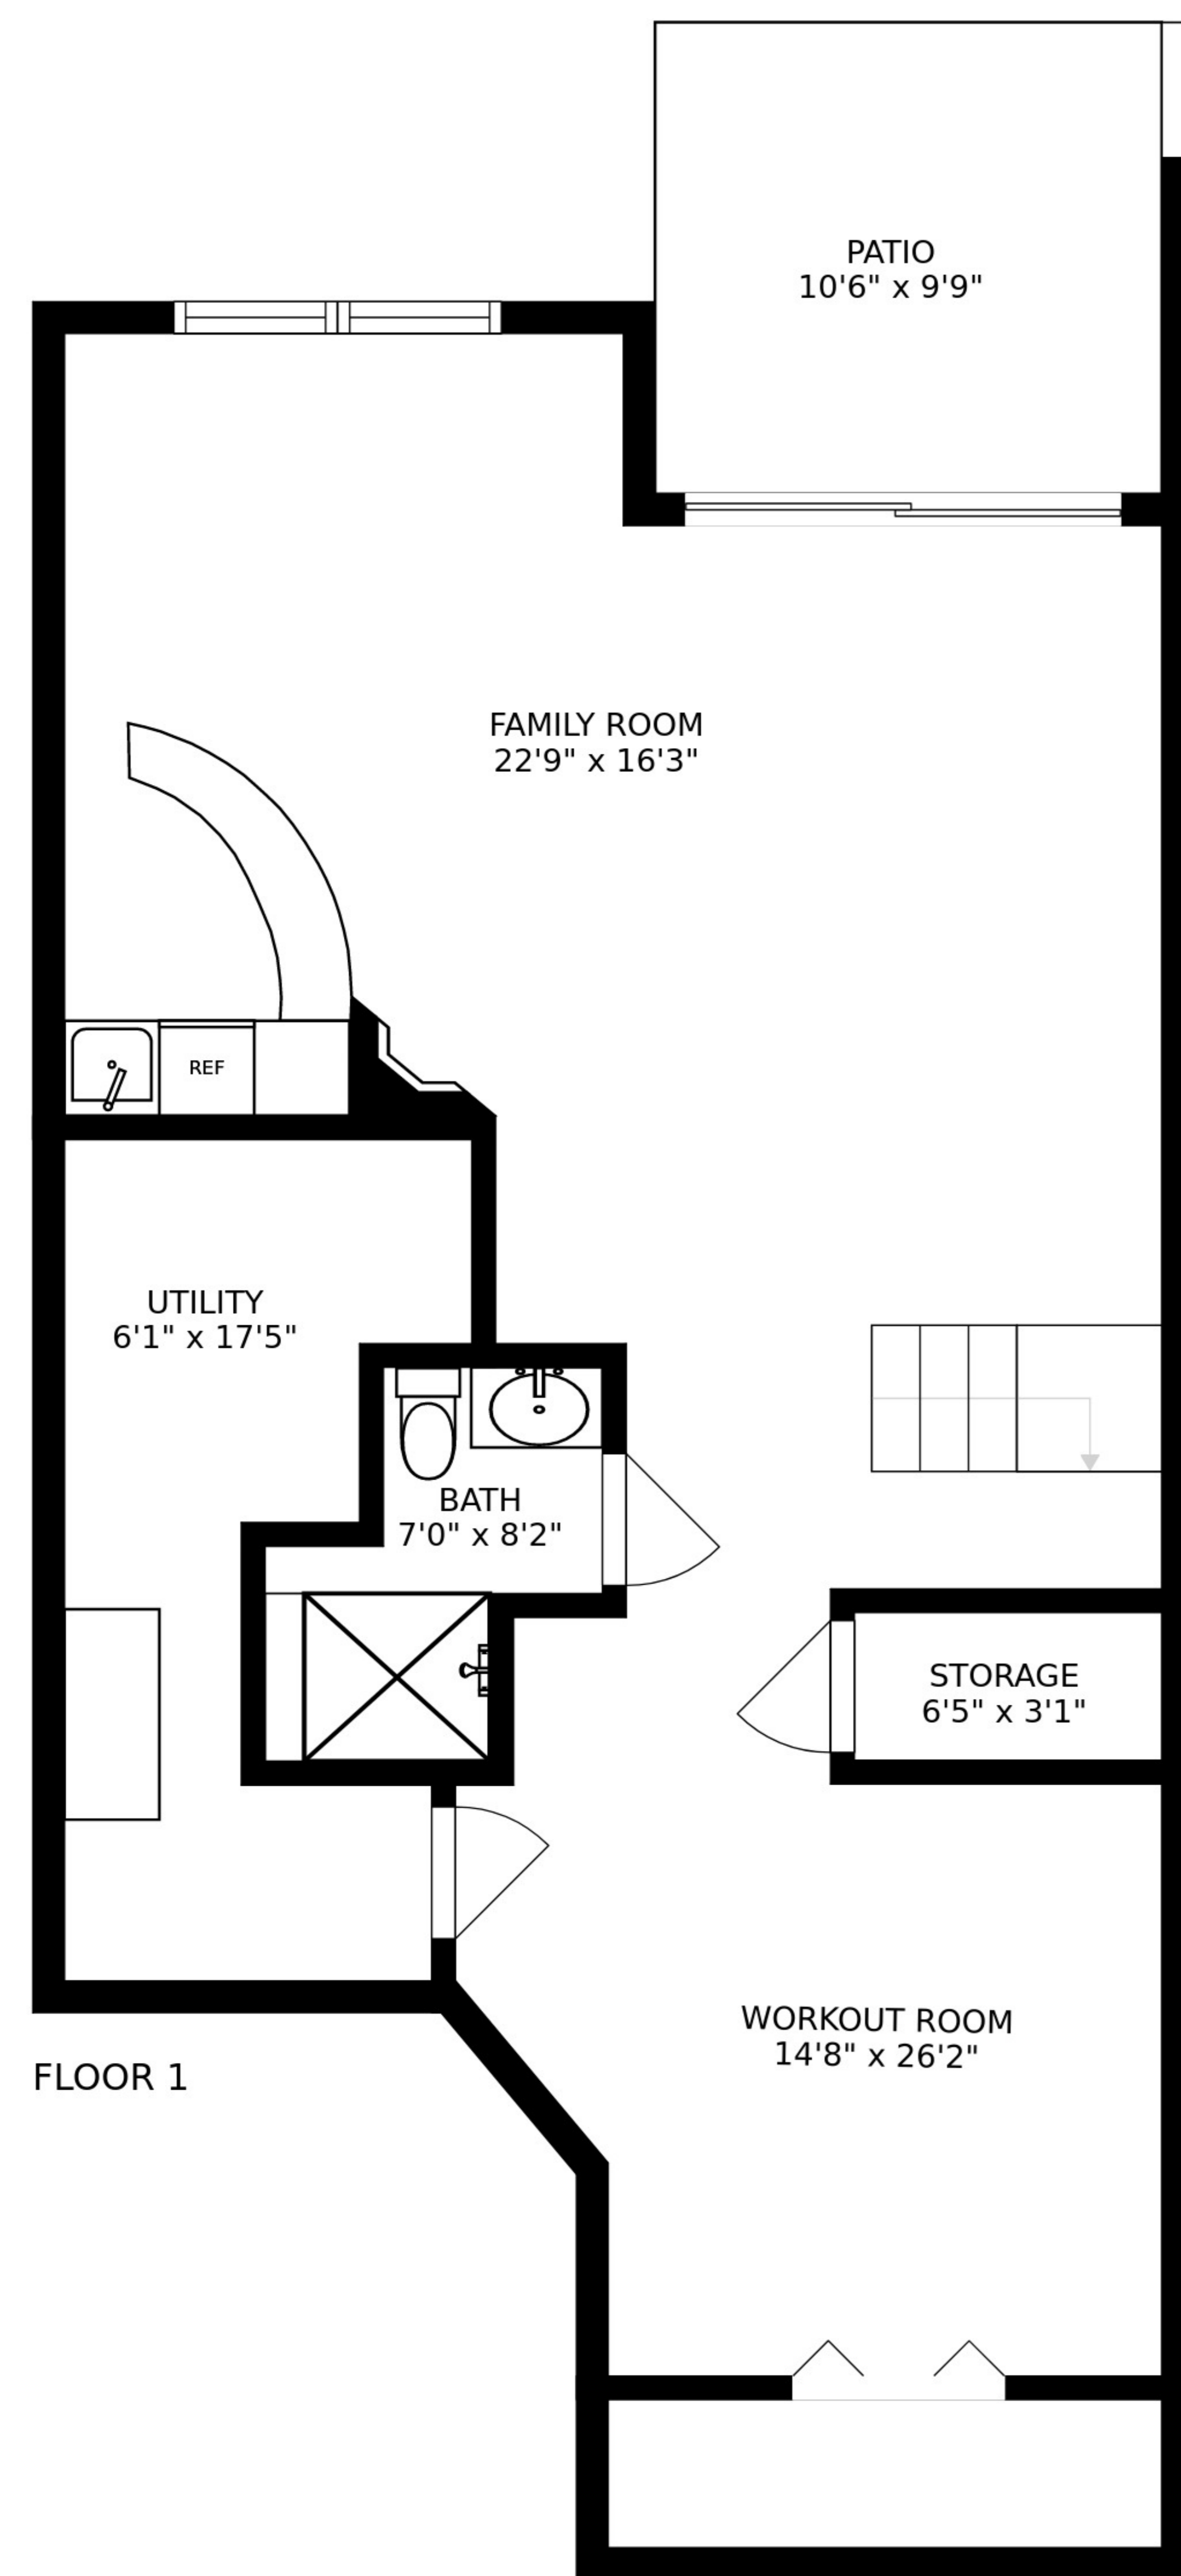 PATIO
10'6" x 9'9"
FAMILY ROOM
22'9" x 16'3"
REF
UTILITY
6'1" x 17'5"
BATH
7'0" x 8'2"
STORAGE
6'5" x 3'1"
WORKOUT ROOM
14'8" x 26'2"
FLOOR 1